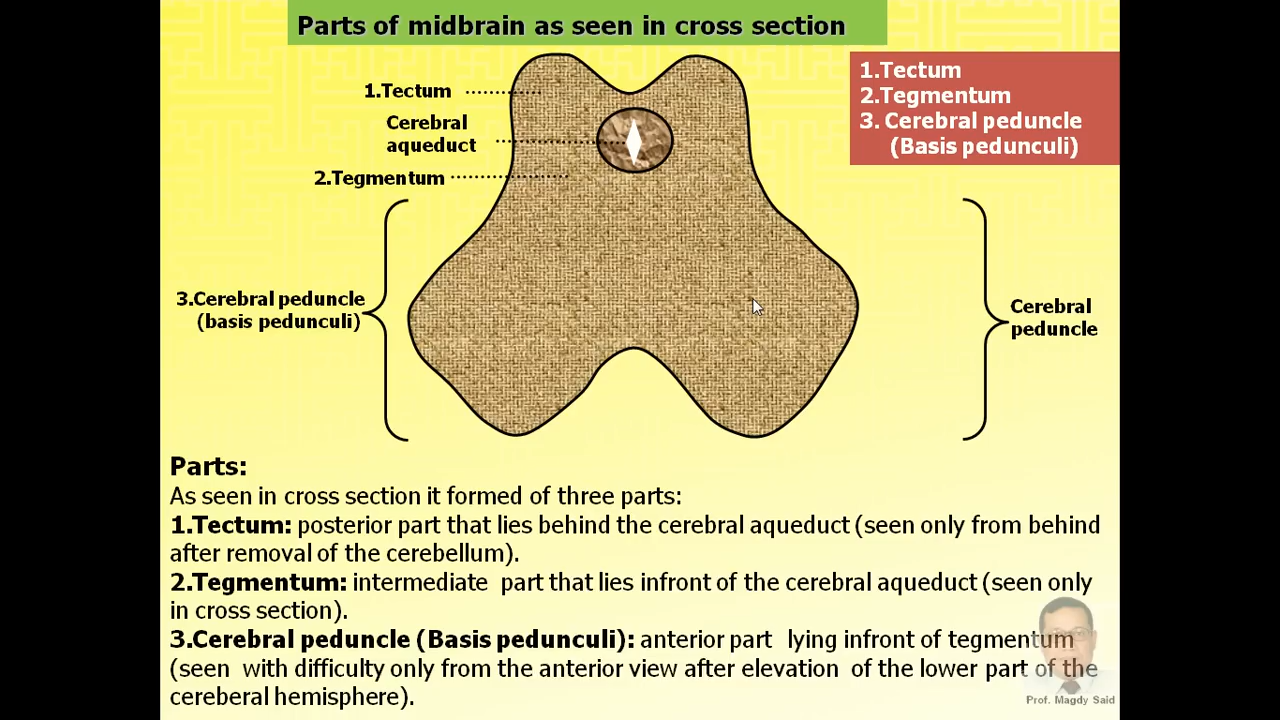 Parts of midbrain as seen in cross section
1.Tectum
2.Tegmentum
3. Cerebral peduncle
(Basis pedunculi)
1.Tectum
Cerebral
aqueduct
2.Tegmentum
3.Cerebral peduncle
(basis pedunculi)
Cerebral
peduncle
Parts:
As seen in cross section it formed of three parts:
1.Tectum: posterior part that lies behind the cerebral aqueduct (seen only from behind
after removal of the cerebellum).
2.Tegmentum: intermediate part that lies infront of the cerebral aqueduct (seen only
in cross section).
3.Cerebral peduncle (Basis pedunculi): anterior part lying infront of tegmentum
(seen with difficulty only from the anterior view after elevation of the lower part of the
cereberal hemisphere).
Prof. Magdy Said